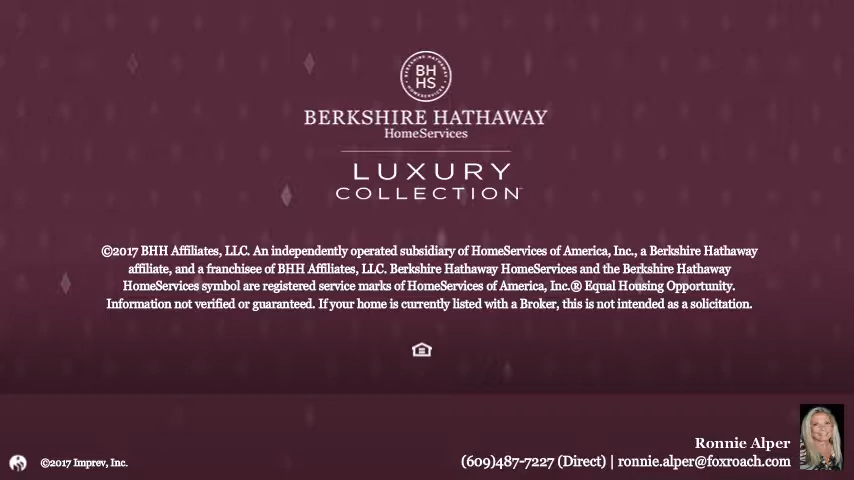 BERKSHIRE HATHAWAY
HOMESERVICES
BH
HS
BERKSHIRE HATHAWAY
HomeServices
LUXURY
COLLECTION
©2017 BHH Affiliates, LLC. An independently operated subsidiary of HomeServices of America, Inc., a Berkshire Hathaway
affiliate, and a franchisee of BHH Affiliates, LLC. Berkshire Hathaway HomeServices and the Berkshire Hathaway
HomeServices symbol are registered service marks of HomeServices of America, Inc.® Equal Housing Opportunity.
Information not verified or guaranteed. If your home is currently listed with a Broker, this is not intended as a solicitation.
Ronnie Alper
(609)487-7227 (Direct) | ronnie.alper@foxroach.com
©2017 Imprev, Inc.